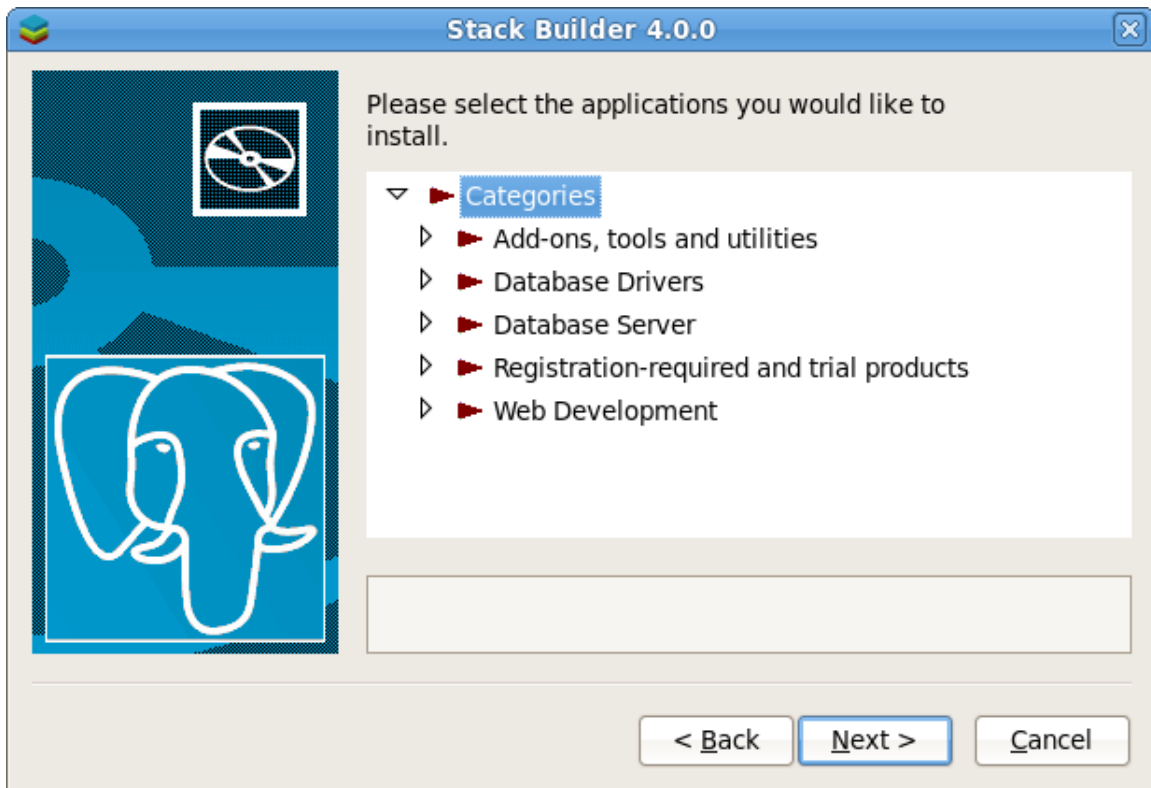 Stack Builder 4.0.0
Please select the applications you would like to
install.
Categories
Add-ons, tools and utilities
Database Drivers
Database Server
Registration-required and trial products
Web Development
< Back
Next >
Cancel